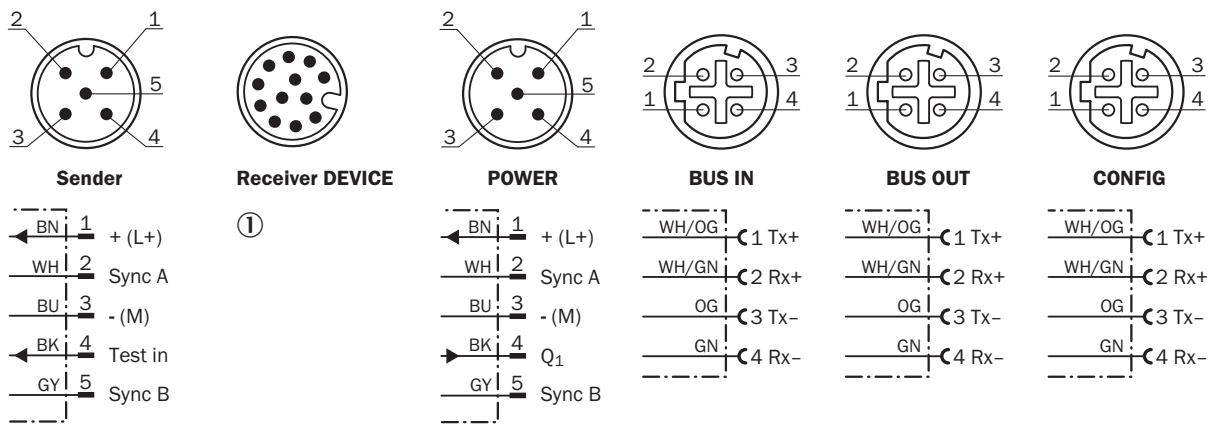 2 1 2 1
5 5 2 3 2 3 2 3
1 4 1 4 1 4
3 4 3 4
Sender Receiver DEVICE POWER BUS IN BUS OUT CONFIG
①
BN 1 + (L+)
WH 2 Sync A
BU 3 - (M)
BK 4 Test in
GY 5 Sync B
BN 1 + (L+)
WH 2 Sync A
BU 3 - (M)
BK 4 Q1
GY 5 Sync B
WH/OG 1 Tx+
WH/GN 2 Rx+
OG 3 Tx–
GN 4 Rx–
WH/OG 1 Tx+
WH/GN 2 Rx+
OG 3 Tx–
GN 4 Rx–
WH/OG 1 Tx+
WH/GN 2 Rx+
OG 3 Tx–
GN 4 Rx–